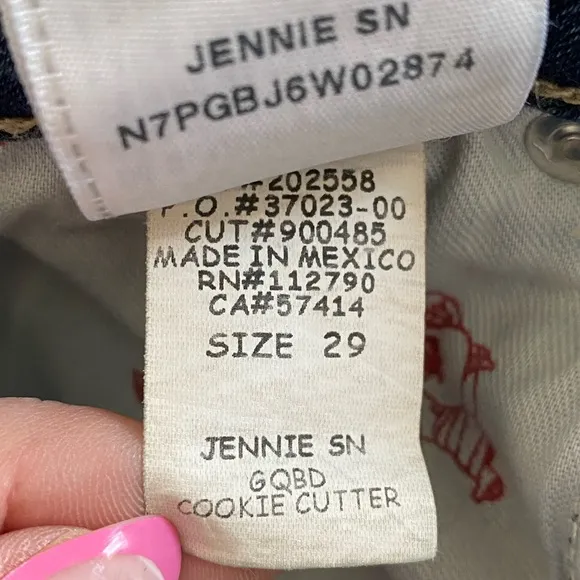 JENNIE SN
N7PGBJ6W02874
#202558
P.O.#37023-00
CUT#900485
MADE IN MEXICO
RN#112790
CA#57414
SIZE 29
JENNIE SN
GQBD
COOKIE CUTTER